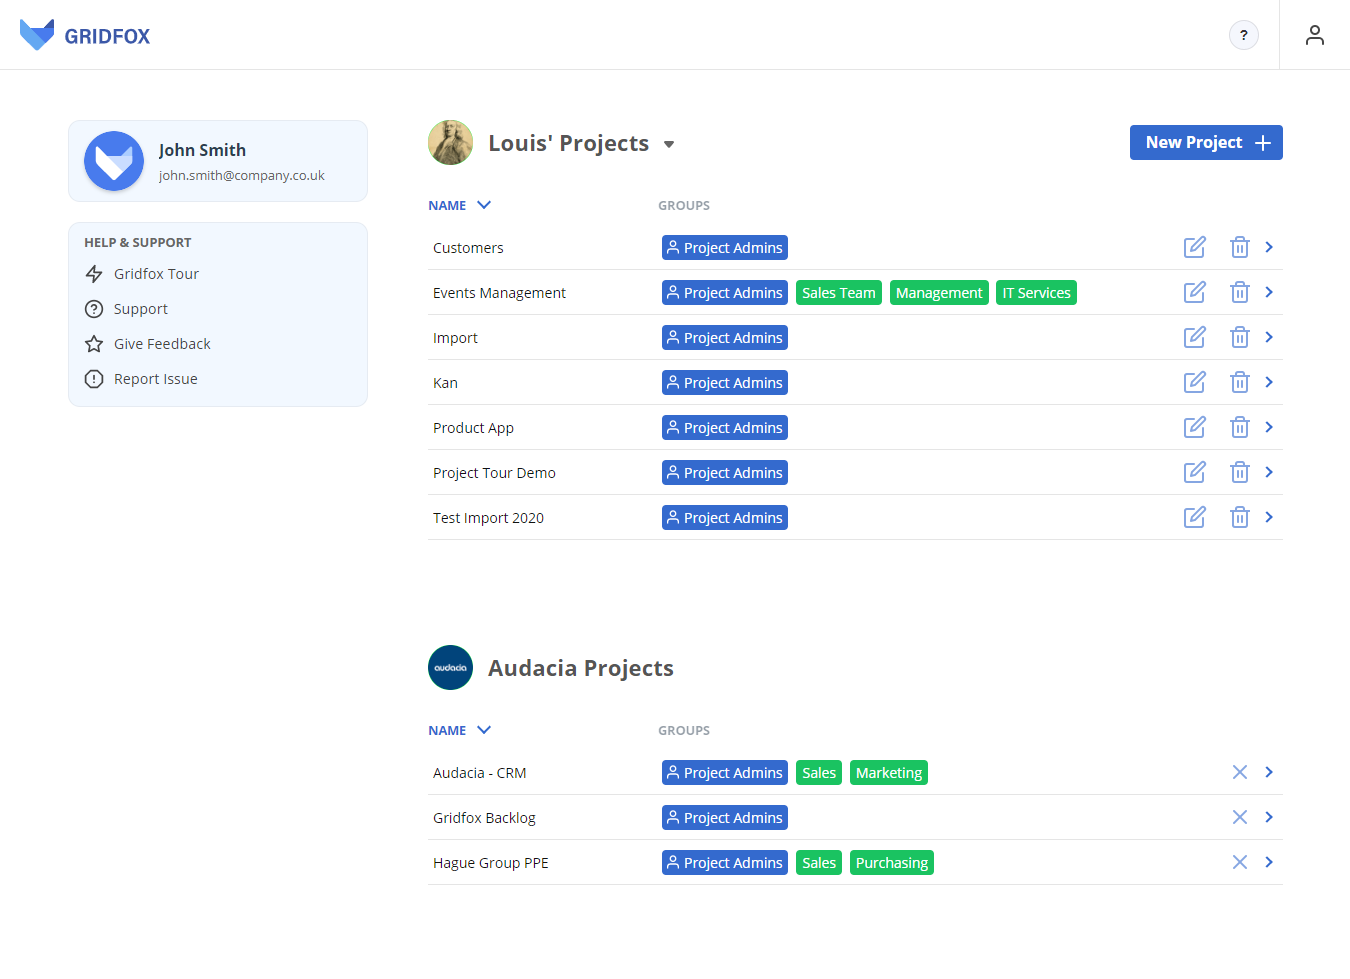 GRIDFOX
?
John Smith
john.smith@company.co.uk
HELP & SUPPORT
Gridfox Tour
Support
Give Feedback
Report Issue
Louis' Projects
New Project
NAME GROUPS
Customers Project Admins
Events Management Project Admins Sales Team Management IT Services
Import Project Admins
Kan Project Admins
Product App Project Admins
Project Tour Demo Project Admins
Test Import 2020 Project Admins
audacia
Audacia Projects
NAME GROUPS
Audacia - CRM Project Admins Sales Marketing
Gridfox Backlog Project Admins
Hague Group PPE Project Admins Sales Purchasing